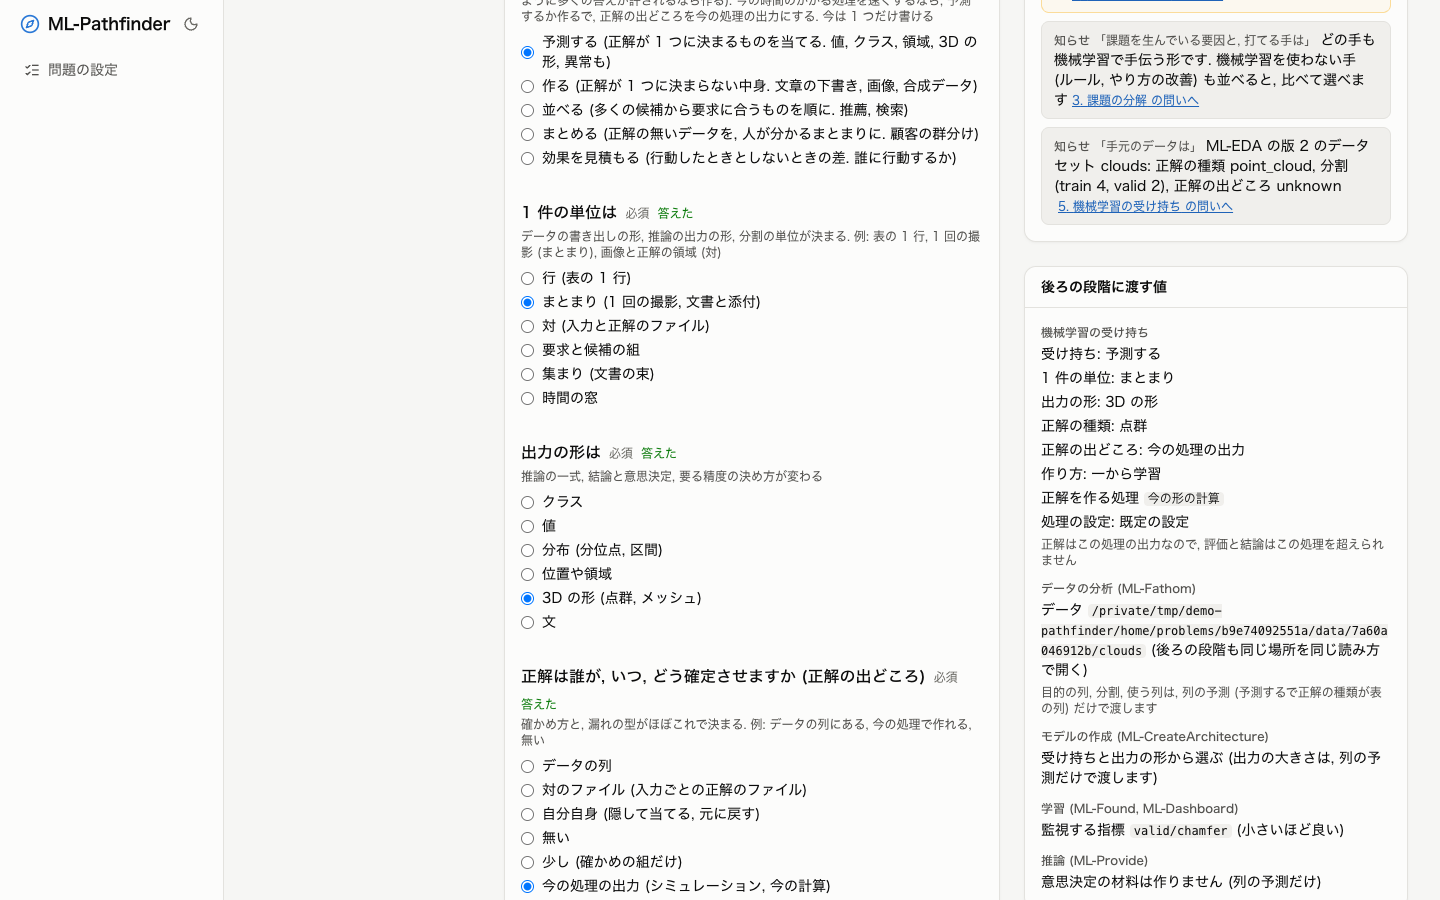 ML-Pathfinder
問題の設定
ように多くの答えが許されるなら作る). 今の時間のかかる処理を速くするなら, 予測
するか作るで, 正解の出どころを今の処理の出力にする. 今は 1 つだけ書ける
予測する (正解が 1 つに決まるものを当てる. 値, クラス, 領域, 3D の
形, 異常も)
作る (正解が 1 つに決まらない中身. 文章の下書き, 画像, 合成データ)
並べる (多くの候補から要求に合うものを順に. 推薦, 検索)
まとめる (正解の無いデータを, 人が分かるまとまりに. 顧客の群分け)
効果を見積もる (行動したときとしないときの差. 誰に行動するか)
1 件の単位は 必須 答えた
データの書き出しの形, 推論の出力の形, 分割の単位が決まる. 例: 表の 1 行, 1 回の撮
影 (まとまり), 画像と正解の領域 (対)
行 (表の 1 行)
まとまり (1 回の撮影, 文書と添付)
対 (入力と正解のファイル)
要求と候補の組
集まり (文書の束)
時間の窓
出力の形は 必須 答えた
推論の一式, 結論と意思決定, 要る精度の決め方が変わる
クラス
値
分布 (分位点, 区間)
位置や領域
3D の形 (点群, メッシュ)
文
正解は誰が, いつ, どう確定させますか (正解の出どころ) 必須
答えた
確かめ方と, 漏れの型がほぼこれで決まる. 例: データの列にある, 今の処理で作れる,
無い
データの列
対のファイル (入力ごとの正解のファイル)
自分自身 (隠して当てる, 元に戻す)
無い
少し (確かめの組だけ)
今の処理の出力 (シミュレーション, 今の計算)
知らせ 「課題を生んでいる要因と, 打てる手は」 どの手も
機械学習で手伝う形です. 機械学習を使わない手
(ルール, やり方の改善) も並べると, 比べて選べま
す 3. 課題の分解 の問いへ
知らせ 「手元のデータは」 ML-EDA の版 2 のデータ
セット clouds: 正解の種類 point_cloud, 分割
(train 4, valid 2), 正解の出どころ unknown
5. 機械学習の受け持ち の問いへ
後ろの段階に渡す値
機械学習の受け持ち
受け持ち: 予測する
1 件の単位: まとまり
出力の形: 3D の形
正解の種類: 点群
正解の出どころ: 今の処理の出力
作り方: 一から学習
正解を作る処理 今の形の計算
処理の設定: 既定の設定
正解はこの処理の出力なので, 評価と結論はこの処理を超えられ
ません
データの分析 (ML-Fathom)
データ /private/tmp/demo-
pathfinder/home/problems/b9e74092551a/data/7a60a
046912b/clouds (後ろの段階も同じ場所を同じ読み方
で開く)
目的の列, 分割, 使う列は, 列の予測 (予測するで正解の種類が表
の列) だけで渡します
モデルの作成 (ML-CreateArchitecture)
受け持ちと出力の形から選ぶ (出力の大きさは, 列の予
測だけで渡します)
学習 (ML-Found, ML-Dashboard)
監視する指標 valid/chamfer (小さいほど良い)
推論 (ML-Provide)
意思決定の材料は作りません (列の予測だけ)